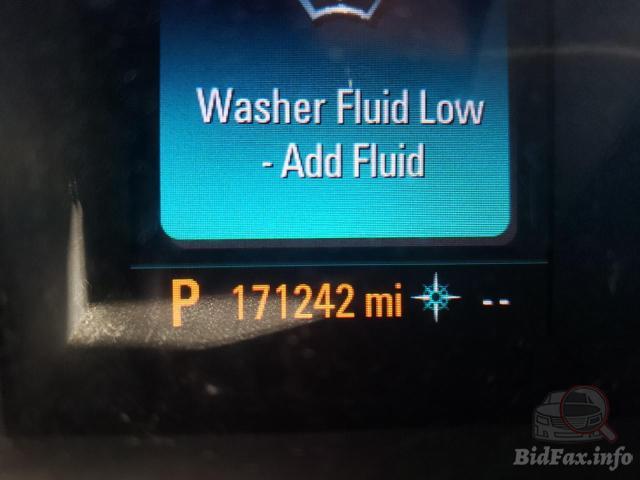 Washer Fluid Low
- Add Fluid
P 171242 mi --
BidFax.info